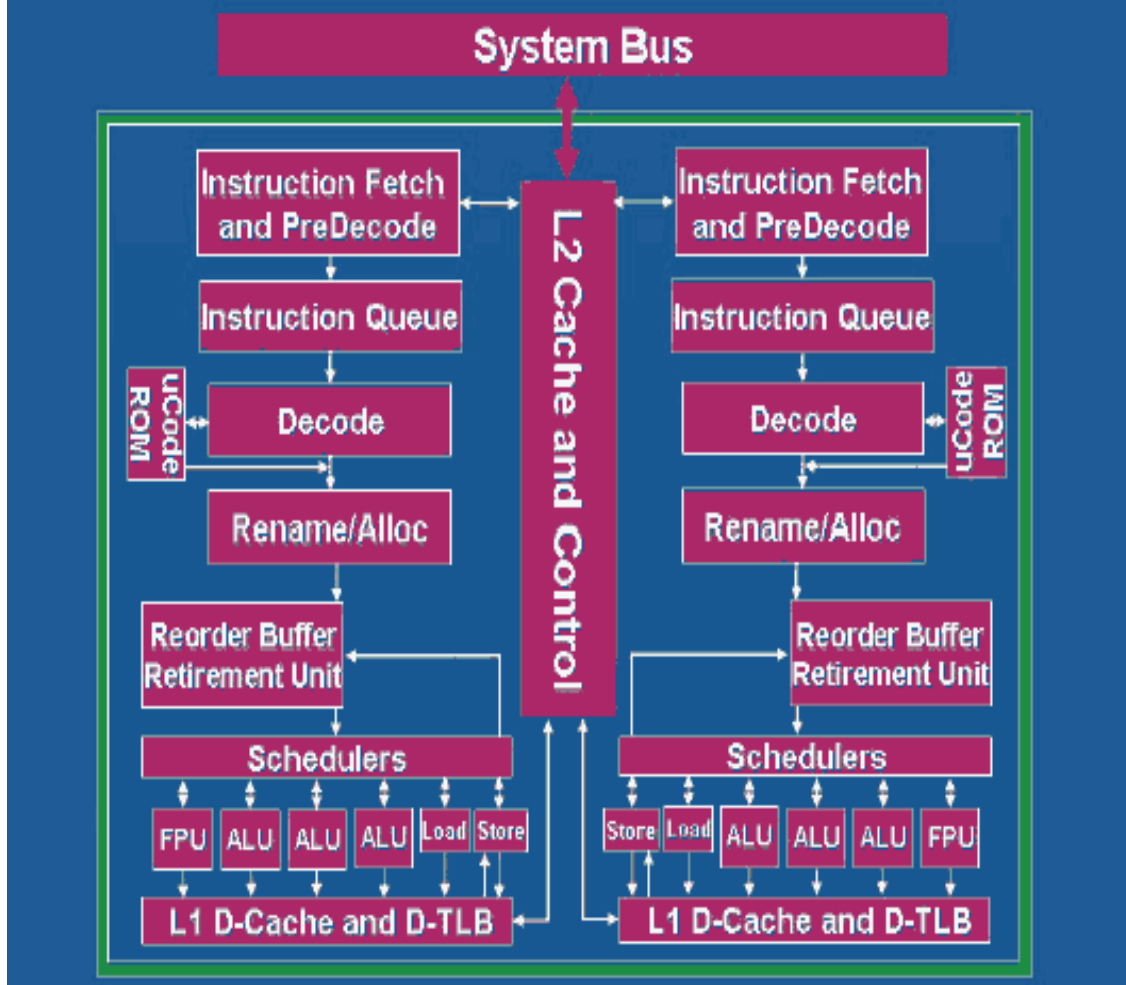 System Bus
Instruction Fetch
and PreDecode
Instruction Queue
uCode
ROM
Decode
Rename/Alloc
Reorder Buffer
Retirement Unit
Schedulers
FPU
ALU
ALU
ALU
Load
Store
L1 D-Cache and D-TLB
L2 Cache and Control
Instruction Fetch
and PreDecode
Instruction Queue
Decode
uCode
ROM
Rename/Alloc
Reorder Buffer
Retirement Unit
Schedulers
Store
Load
ALU
ALU
ALU
FPU
L1 D-Cache and D-TLB